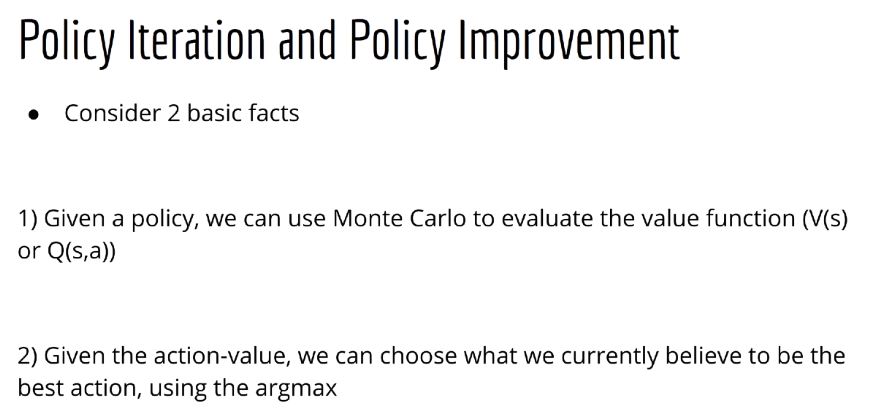 Policy Iteration and Policy Improvement
● Consider 2 basic facts
1) Given a policy, we can use Monte Carlo to evaluate the value function (V(s)
or Q(s,a))
2) Given the action-value, we can choose what we currently believe to be the
best action, using the argmax